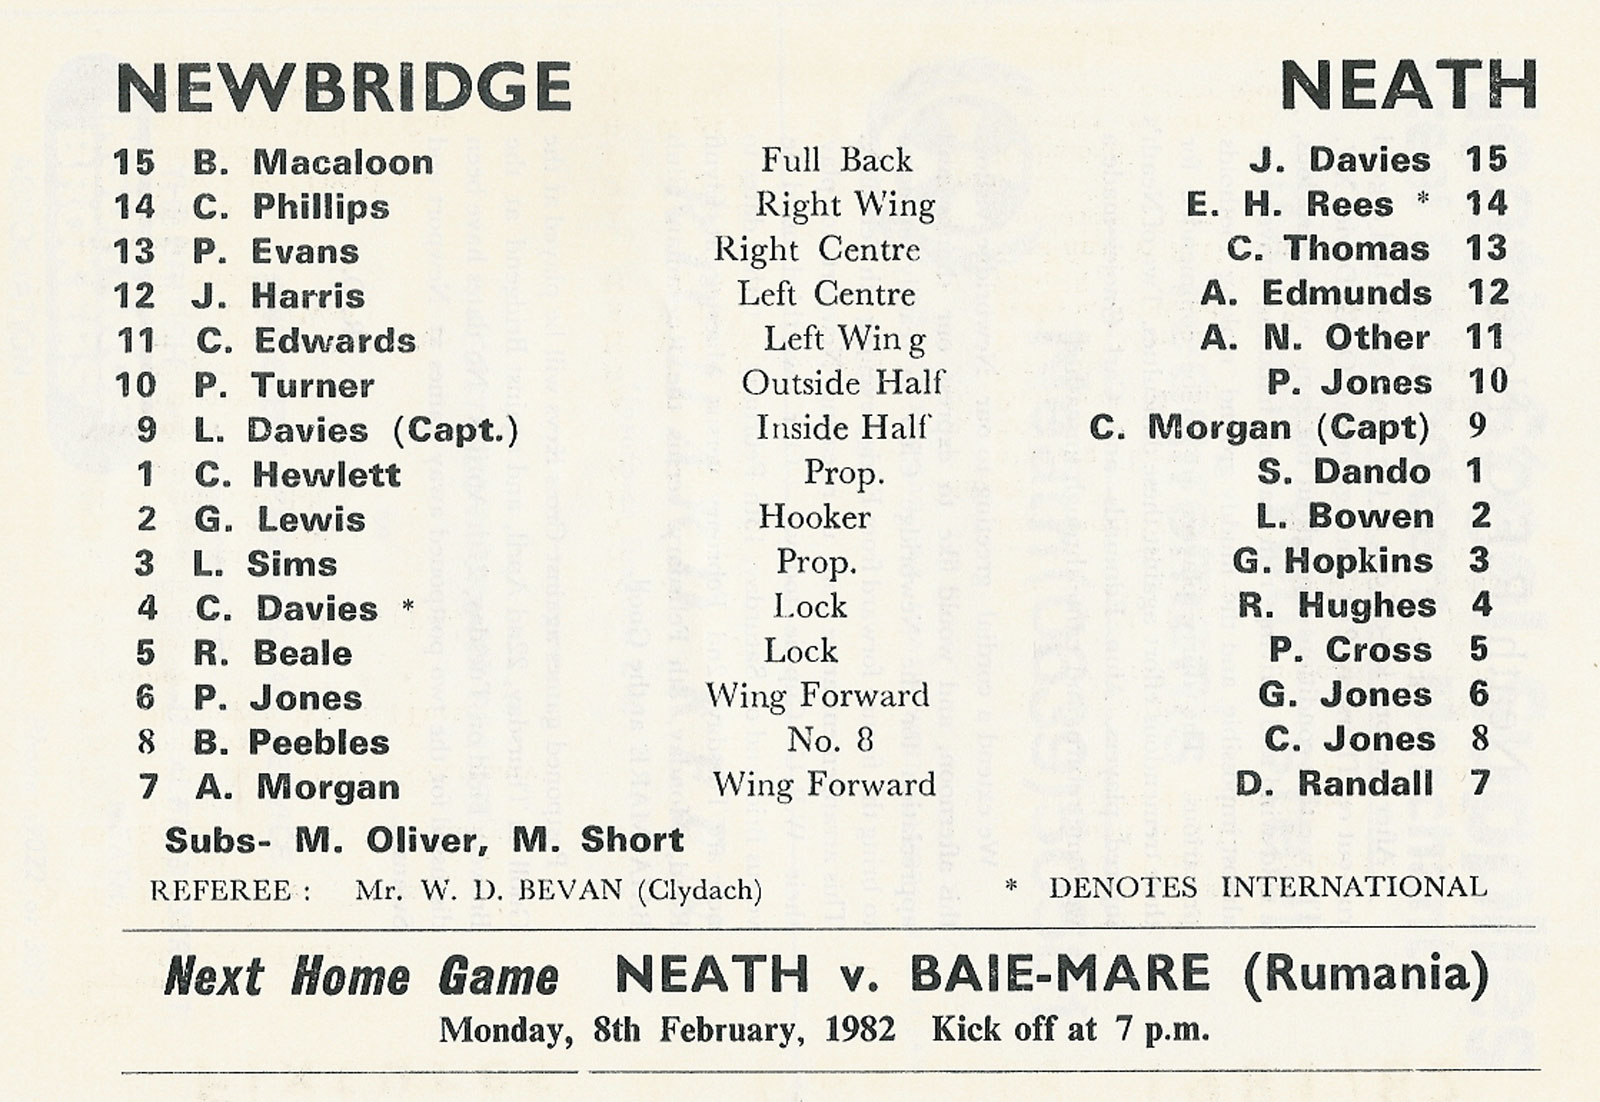 NEWBRIDGE NEATH
15 B. Macaloon Full Back J. Davies 15
14 C. Phillips Right Wing E. H. Rees * 14
13 P. Evans Right Centre C. Thomas 13
12 J. Harris Left Centre A. Edmunds 12
11 C. Edwards Left Wing A. N. Other 11
10 P. Turner Outside Half P. Jones 10
9 L. Davies (Capt.) Inside Half C. Morgan (Capt) 9
1 C. Hewlett Prop. S. Dando 1
2 G. Lewis Hooker L. Bowen 2
3 L. Sims Prop. G. Hopkins 3
4 C. Davies * Lock R. Hughes 4
5 R. Beale Lock P. Cross 5
6 P. Jones Wing Forward G. Jones 6
8 B. Peebles No. 8 C. Jones 8
7 A. Morgan Wing Forward D. Randall 7
Subs- M. Oliver, M. Short
REFEREE : Mr. W. D. BEVAN (Clydach) * DENOTES INTERNATIONAL
Next Home Game NEATH v. BAIE-MARE (Rumania)
Monday, 8th February, 1982 Kick off at 7 p.m.